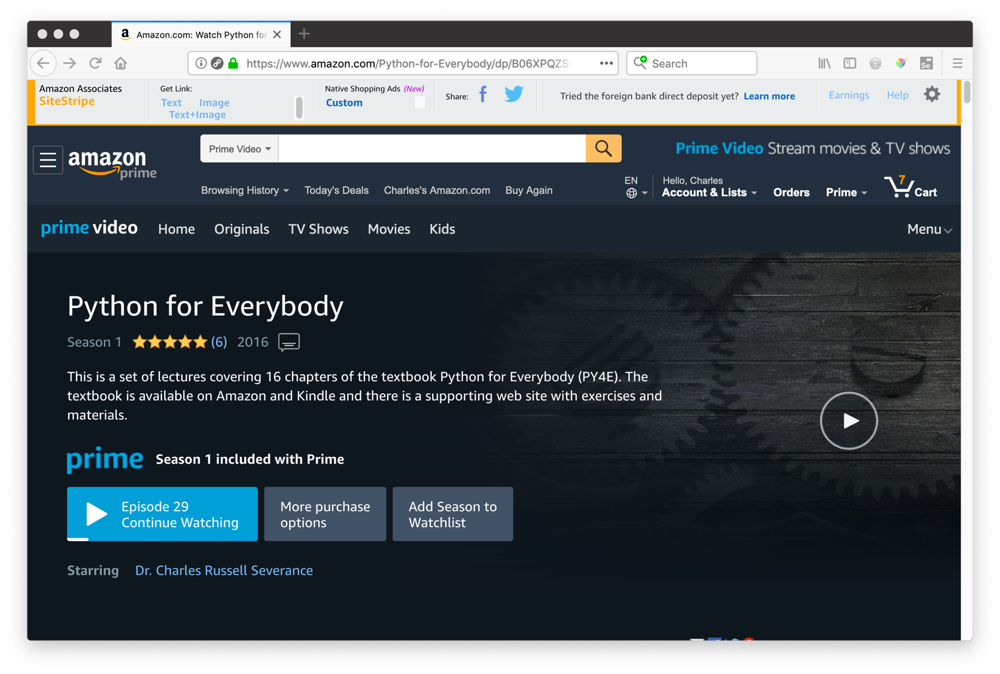 Amazon.com: Watch Python for
https://www.amazon.com/Python-for-Everybody/dp/B06XPQZS
Search
Se
Amazon Associates
SiteStripe
Get Link:
Text Image
Text+Image
Native Shopping Ads (New)
Custom
Share:
Tried the foreign bank direct deposit yet? Learn more
Earnings Help
amazon
prime
Prime Video
Prime Video Stream movies & TV shows
Browsing History Today's Deals Charles's Amazon.com Buy Again
EN
Hello, Charles
Account & Lists
Orders
Prime
7
Cart
prime video Home Originals TV Shows Movies Kids Menu
Python for Everybody
Season 1 (6) 2016
This is a set of lectures covering 16 chapters of the textbook Python for Everybody (PY4E). The
textbook is available on Amazon and Kindle and there is a supporting web site with exercises and
materials.
prime Season 1 included with Prime
Episode 29
Continue Watching
More purchase
options
Add Season to
Watchlist
Starring Dr. Charles Russell Severance